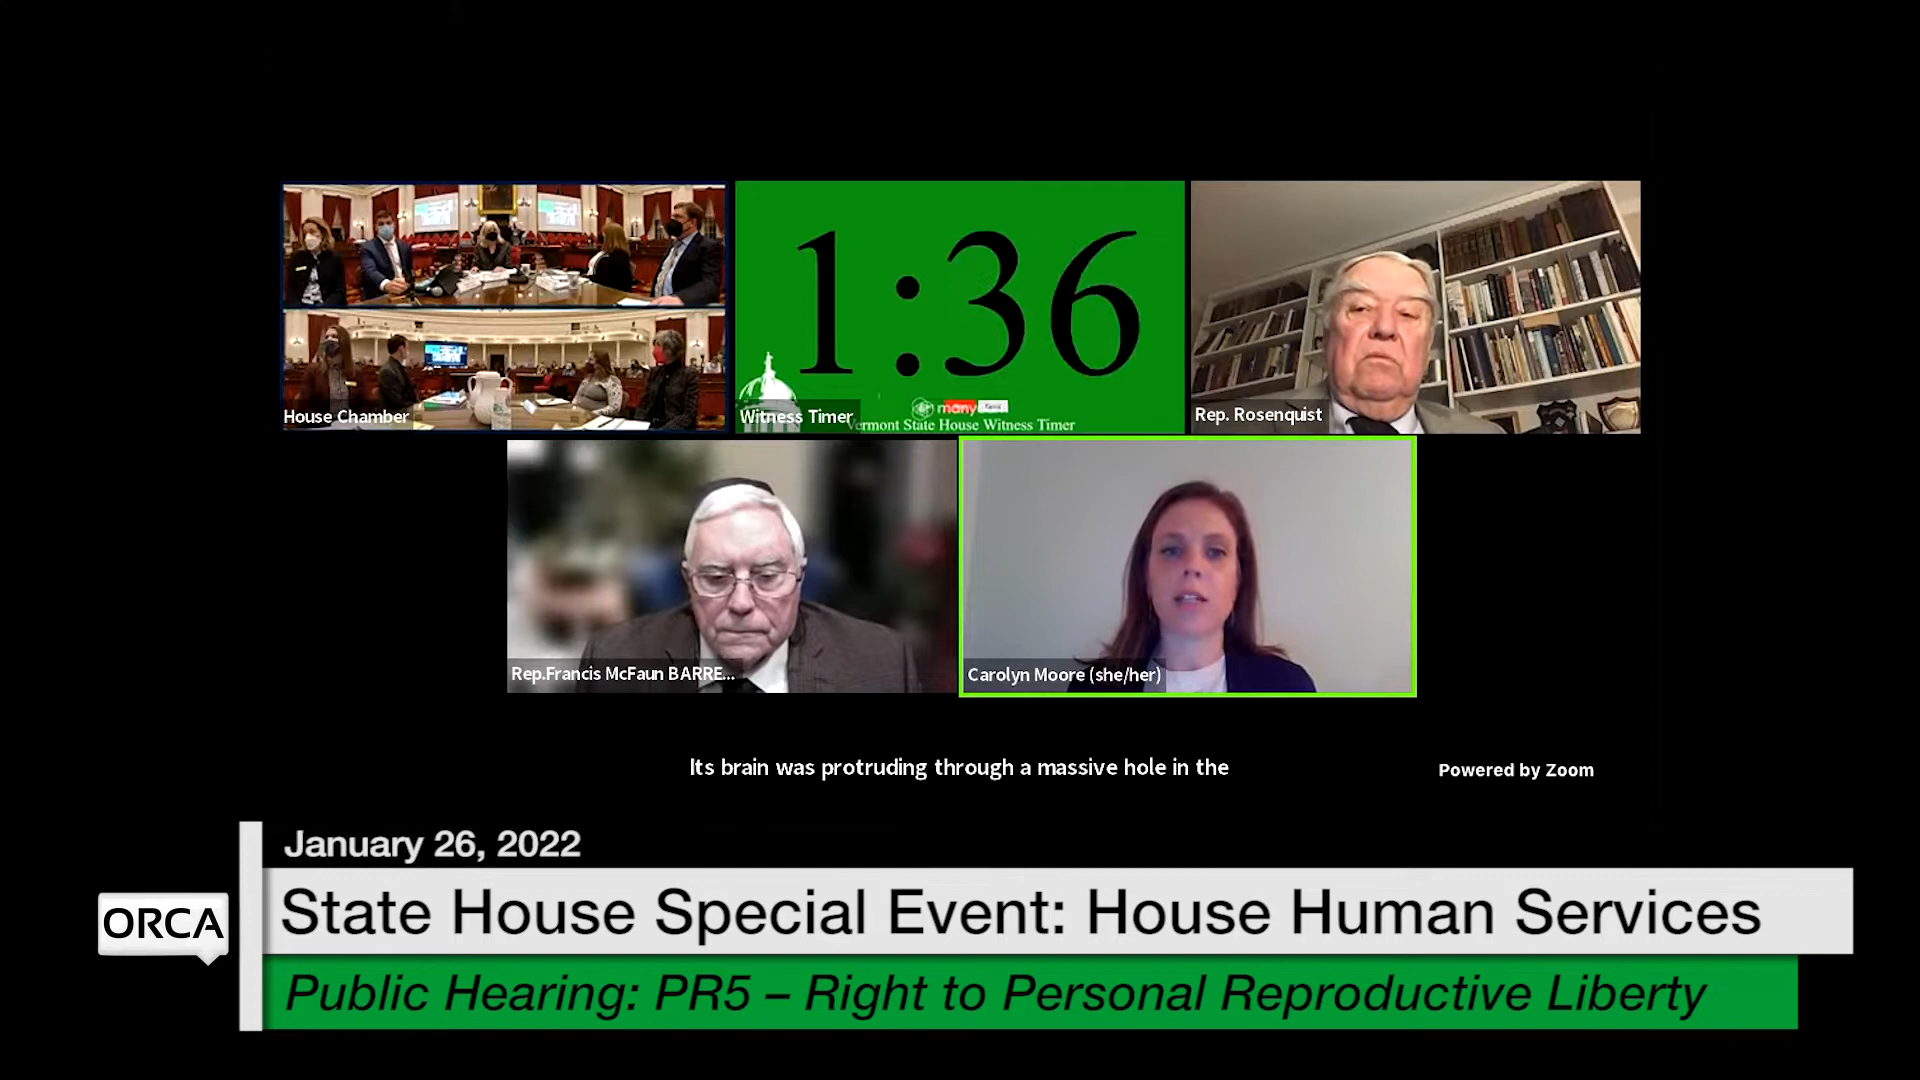 1:36
House Chamber
Witness Timer
many
Vermont State House Witness Timer
Rep. Rosenquist
Rep.Francis McFaun BARRE...
Carolyn Moore (she/her)
Its brain was protruding through a massive hole in the
Powered by Zoom
January 26, 2022
ORCA
State House Special Event: House Human Services
Public Hearing: PR5 – Right to Personal Reproductive Liberty